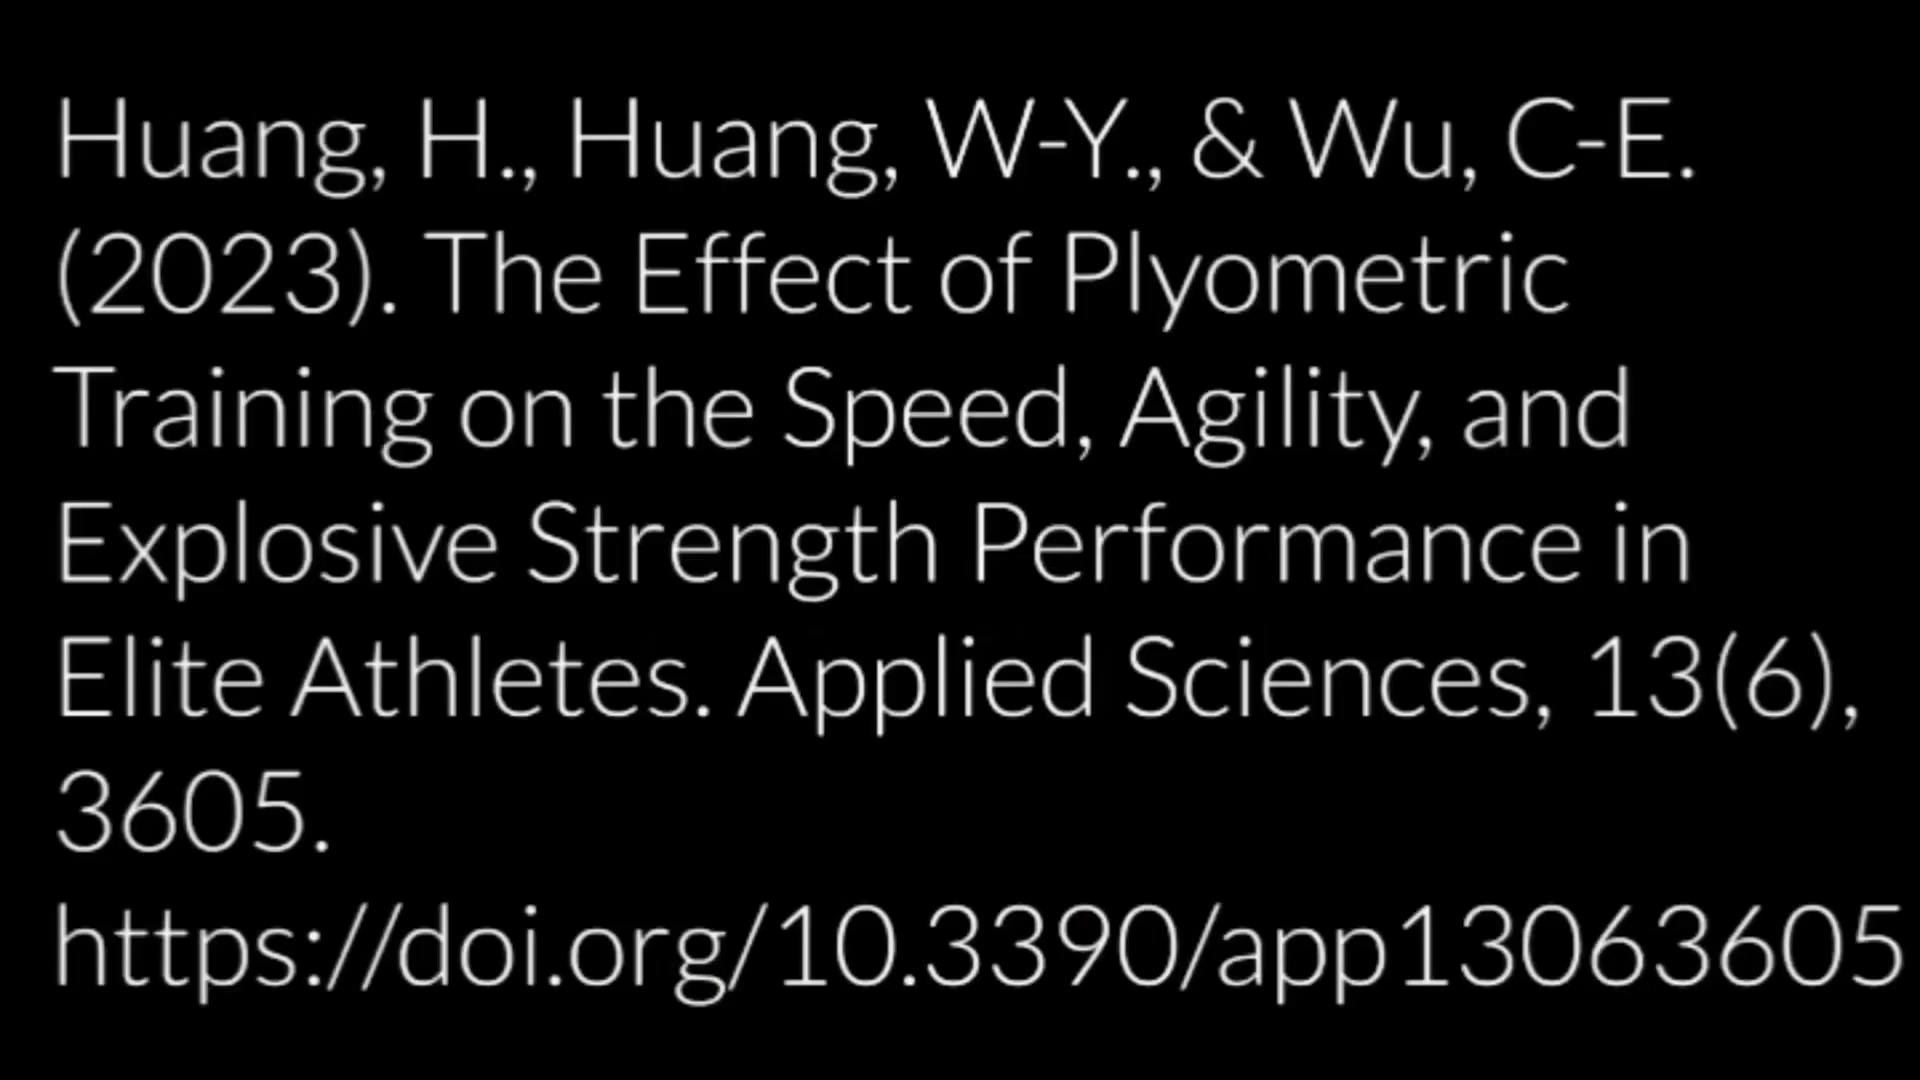 Huang, H., Huang, W-Y., & Wu, C-E.
(2023). The Effect of Plyometric
Training on the Speed, Agility, and
Explosive Strength Performance in
Elite Athletes. Applied Sciences, 13(6),
3605.
https://doi.org/10.3390/app13063605